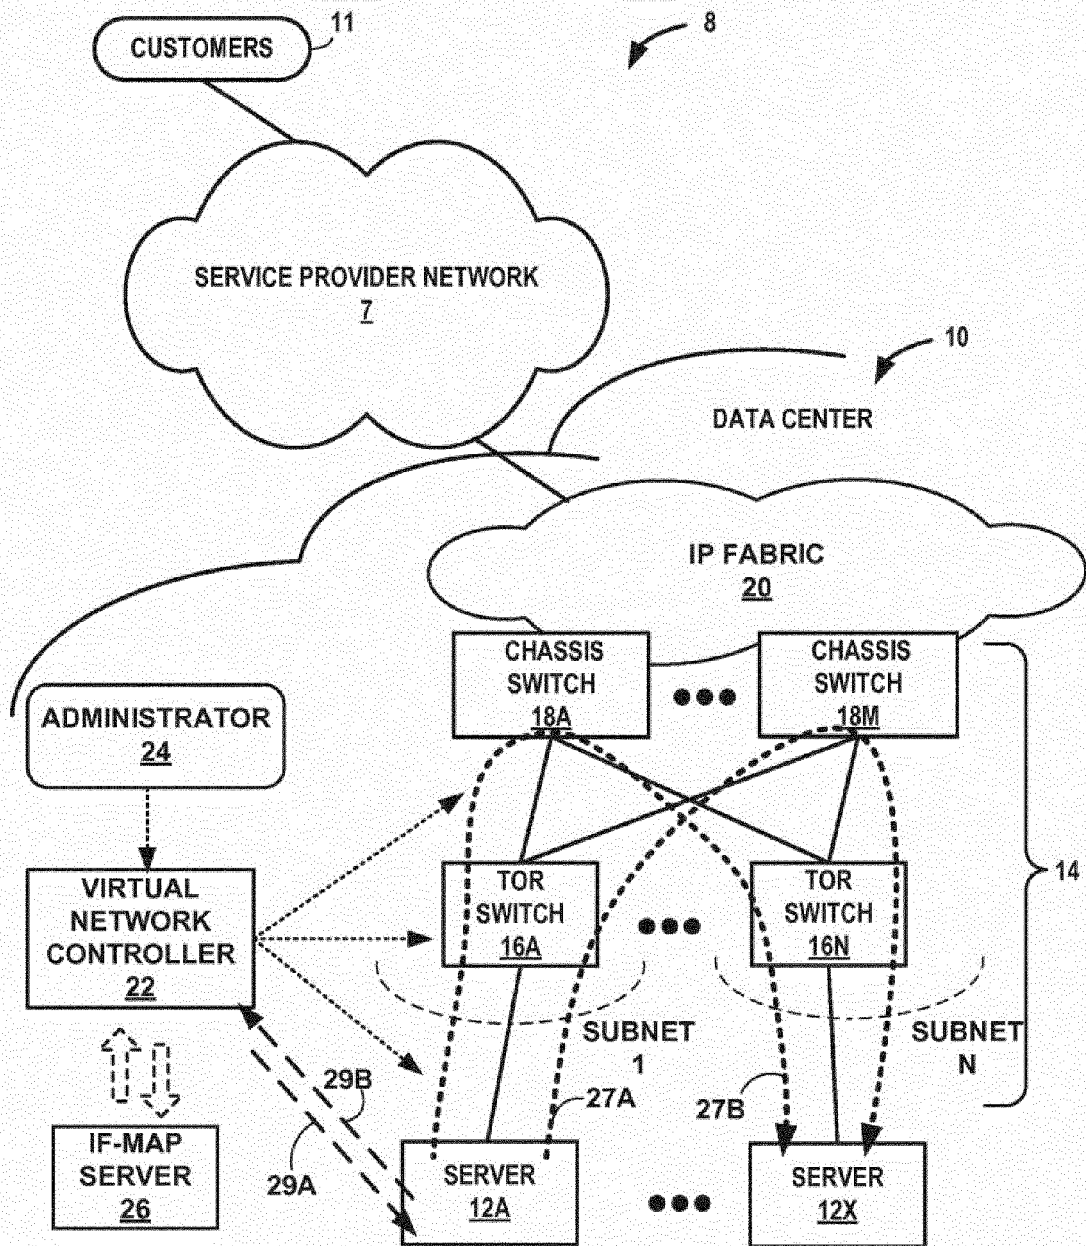 CUSTOMERS
11
8
SERVICE PROVIDER NETWORK
7
10
DATA CENTER
IP FABRIC
20
CHASSIS
SWITCH
18A
CHASSIS
SWITCH
18M
ADMINISTRATOR
24
14
VIRTUAL
NETWORK
CONTROLLER
22
TOR
SWITCH
16A
TOR
SWITCH
16N
SUBNET
1
SUBNET
N
29B
27A
27B
29A
IF-MAP
SERVER
26
SERVER
12A
SERVER
12X